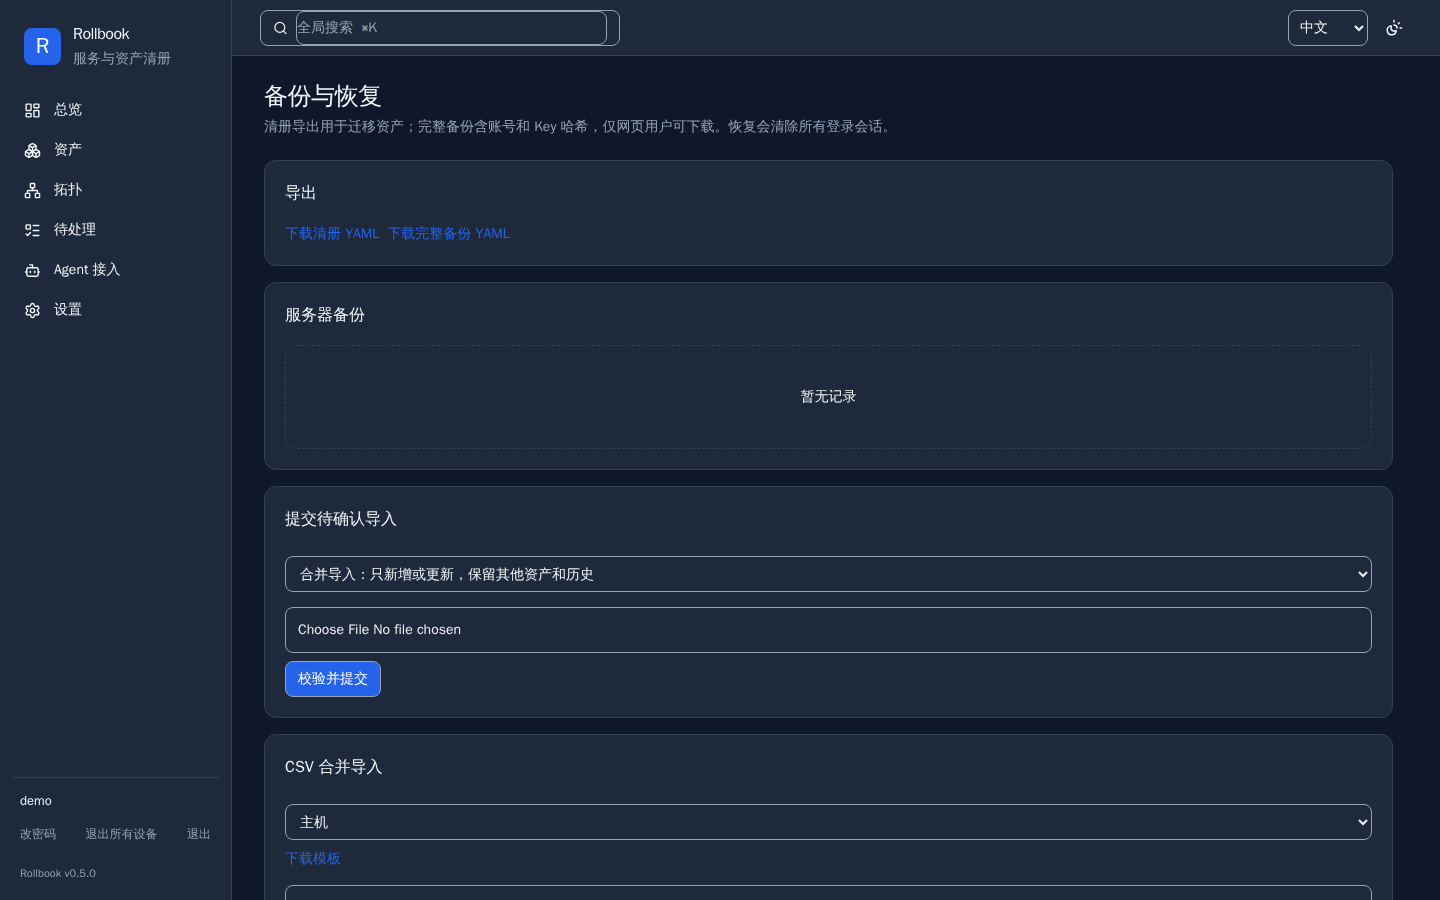 R
Rollbook
服务与资产清册
总览
资产
拓扑
待处理
Agent 接入
设置
demo
改密码 退出所有设备 退出
Rollbook v0.5.0
全局搜索 ⌘K
中文
备份与恢复
清册导出用于迁移资产；完整备份含账号和 Key 哈希，仅网页用户可下载。恢复会清除所有登录会话。
导出
下载清册 YAML 下载完整备份 YAML
服务器备份
暂无记录
提交待确认导入
合并导入：只新增或更新，保留其他资产和历史
Choose File No file chosen
校验并提交
CSV 合并导入
主机
下载模板